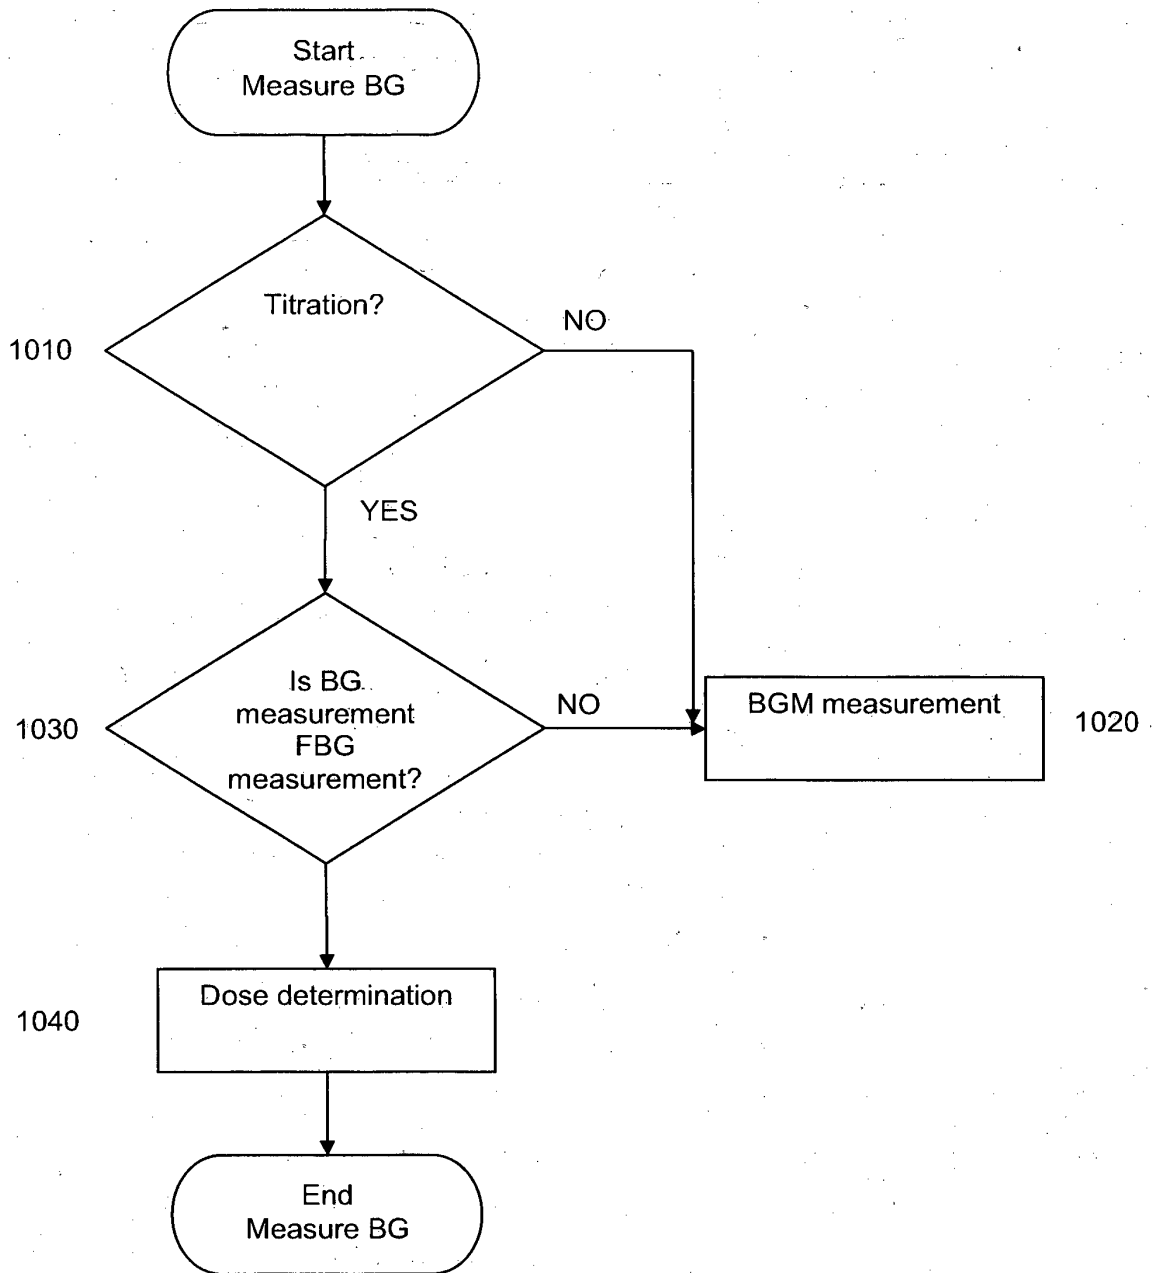 Start
Measure BG
Titration?
NO
1010
YES
Is BG
measurement
FBG
measurement?
NO
1030
BGM measurement
1020
Dose determination
1040
End
Measure BG